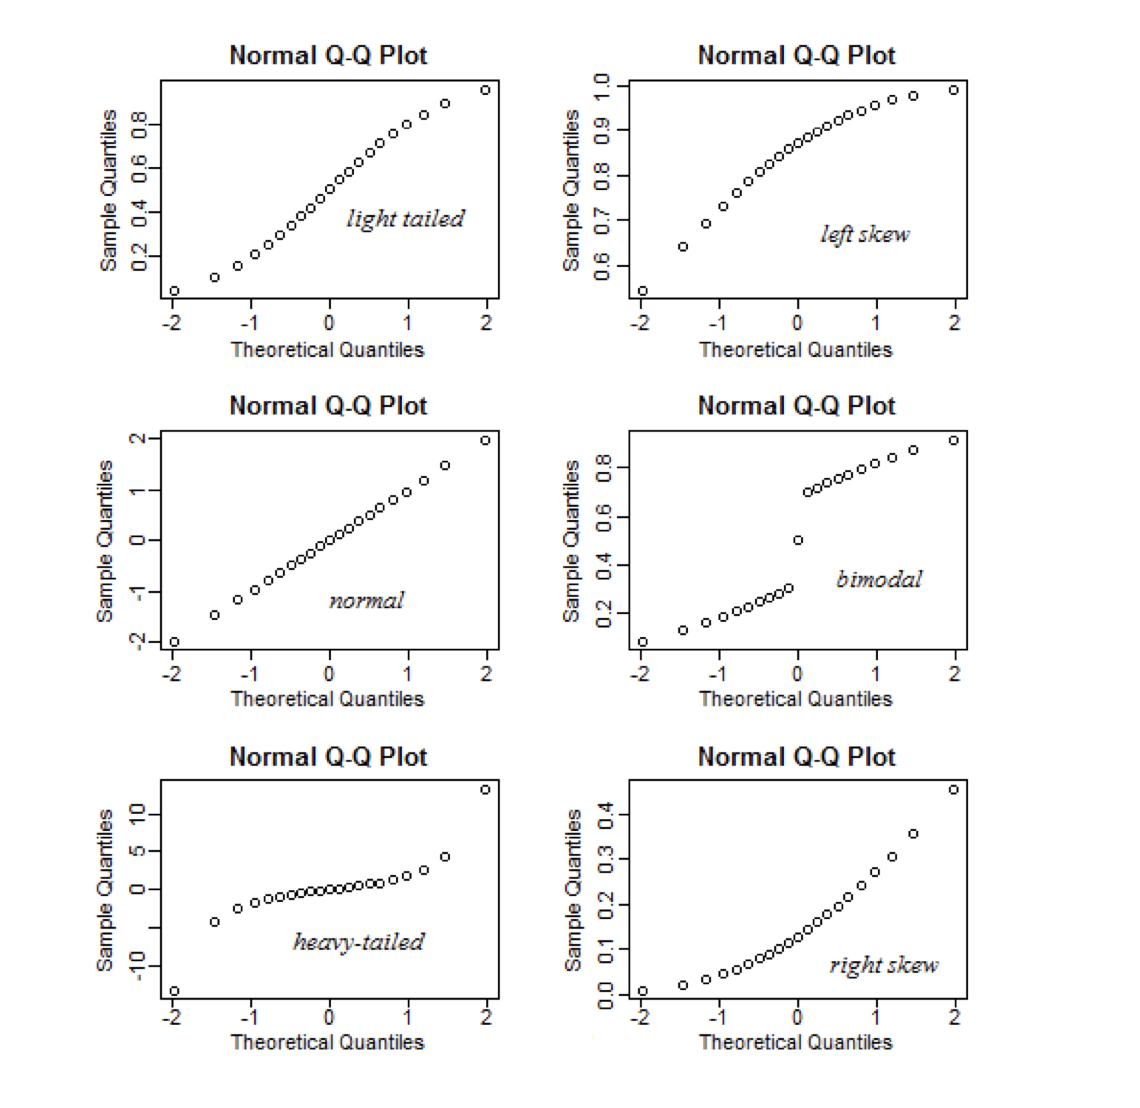 Normal Q-Q Plot
Sample Quantiles
0.2 0.4 0.6 0.8
light tailed
-2 -1 0 1 2
Theoretical Quantiles
Normal Q-Q Plot
Sample Quantiles
0.6 0.7 0.8 0.9 1.0
left skew
-2 -1 0 1 2
Theoretical Quantiles
Normal Q-Q Plot
Sample Quantiles
-2 -1 0 1 2
normal
-2 -1 0 1 2
Theoretical Quantiles
Normal Q-Q Plot
Sample Quantiles
0.2 0.4 0.6 0.8
bimodal
-2 -1 0 1 2
Theoretical Quantiles
Normal Q-Q Plot
Sample Quantiles
-10 0 5 10
heavy-tailed
-2 -1 0 1 2
Theoretical Quantiles
Normal Q-Q Plot
Sample Quantiles
0.0 0.1 0.2 0.3 0.4
right skew
-2 -1 0 1 2
Theoretical Quantiles